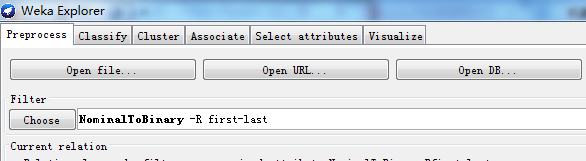 Weka Explorer
Preprocess Classify Cluster Associate Select attributes Visualize
Open file... Open URL... Open DB...
Filter
Choose NominalToBinary -R first-last
Current relation